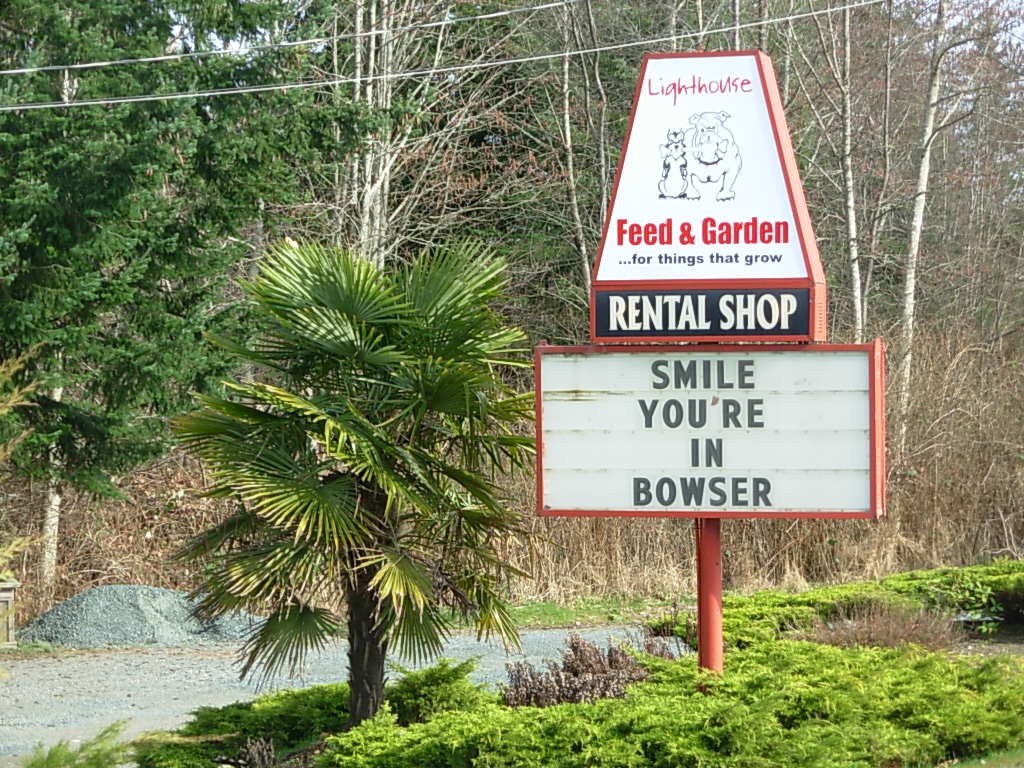 Lighthouse
Feed & Garden
...for things that grow
RENTAL SHOP
SMILE
YOU'RE
IN
BOWSER